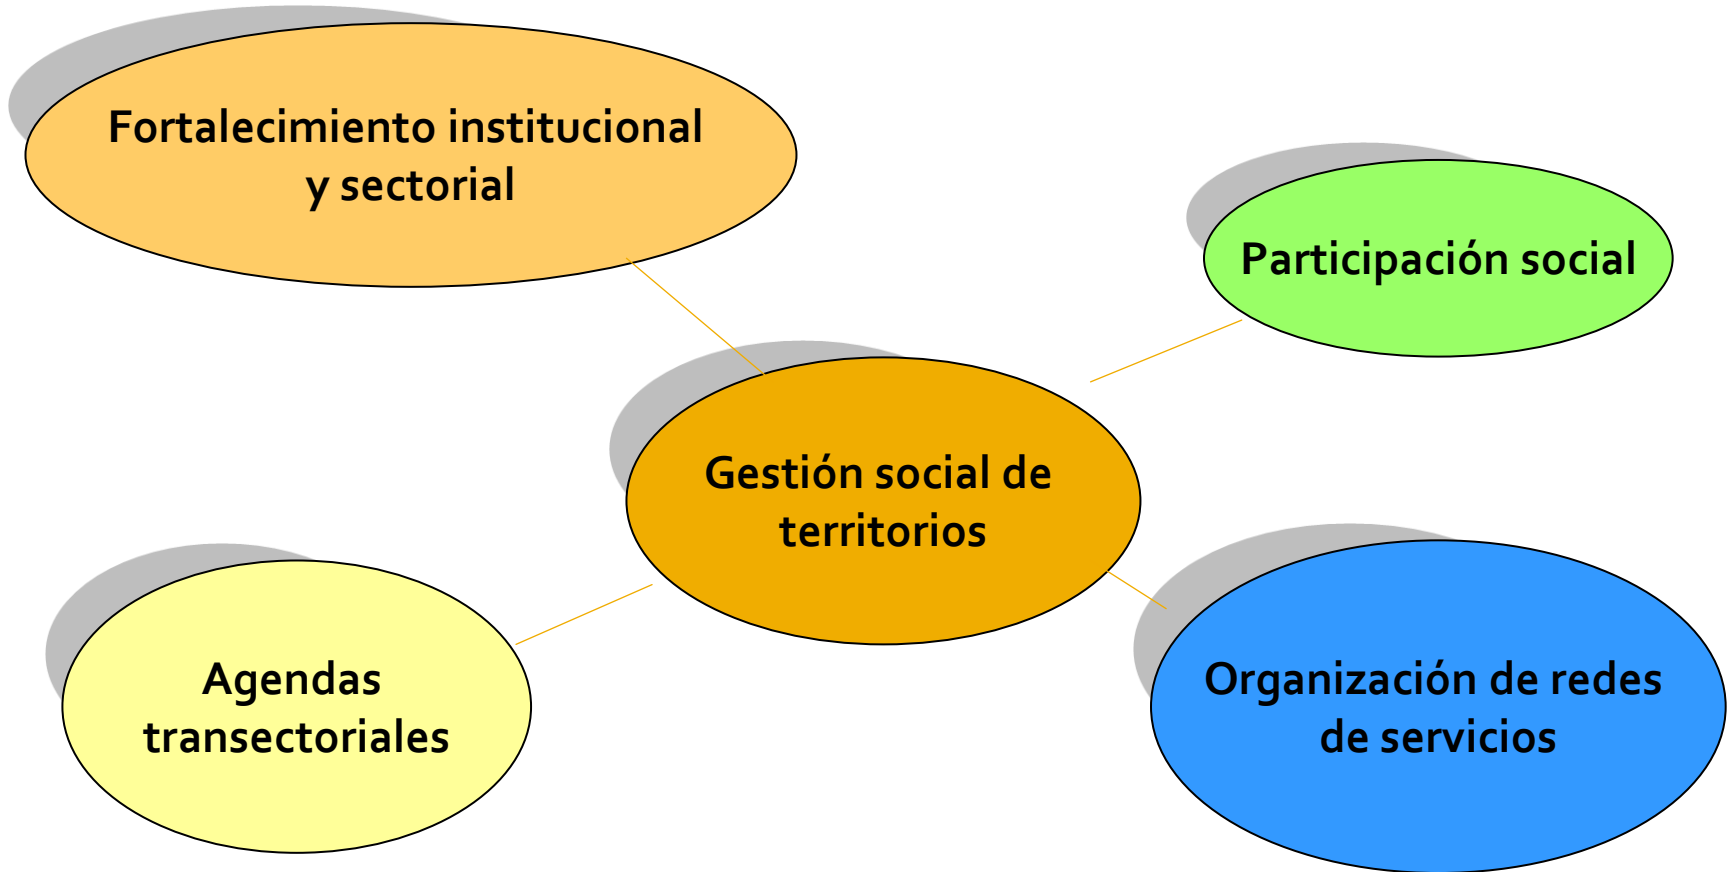 Fortalecimiento institucional
y sectorial
Participación social
Gestión social de
territorios
Agendas
transectoriales
Organización de redes
de servicios